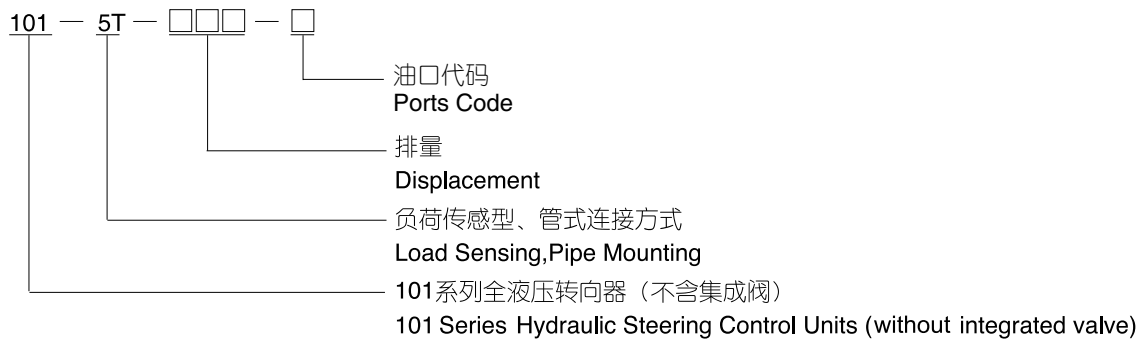 101 — 5T — □□□ — □
油口代码
Ports Code
排量
Displacement
负荷传感型、管式连接方式
Load Sensing,Pipe Mounting
101系列全液压转向器（不含集成阀）
101 Series Hydraulic Steering Control Units (without integrated valve)